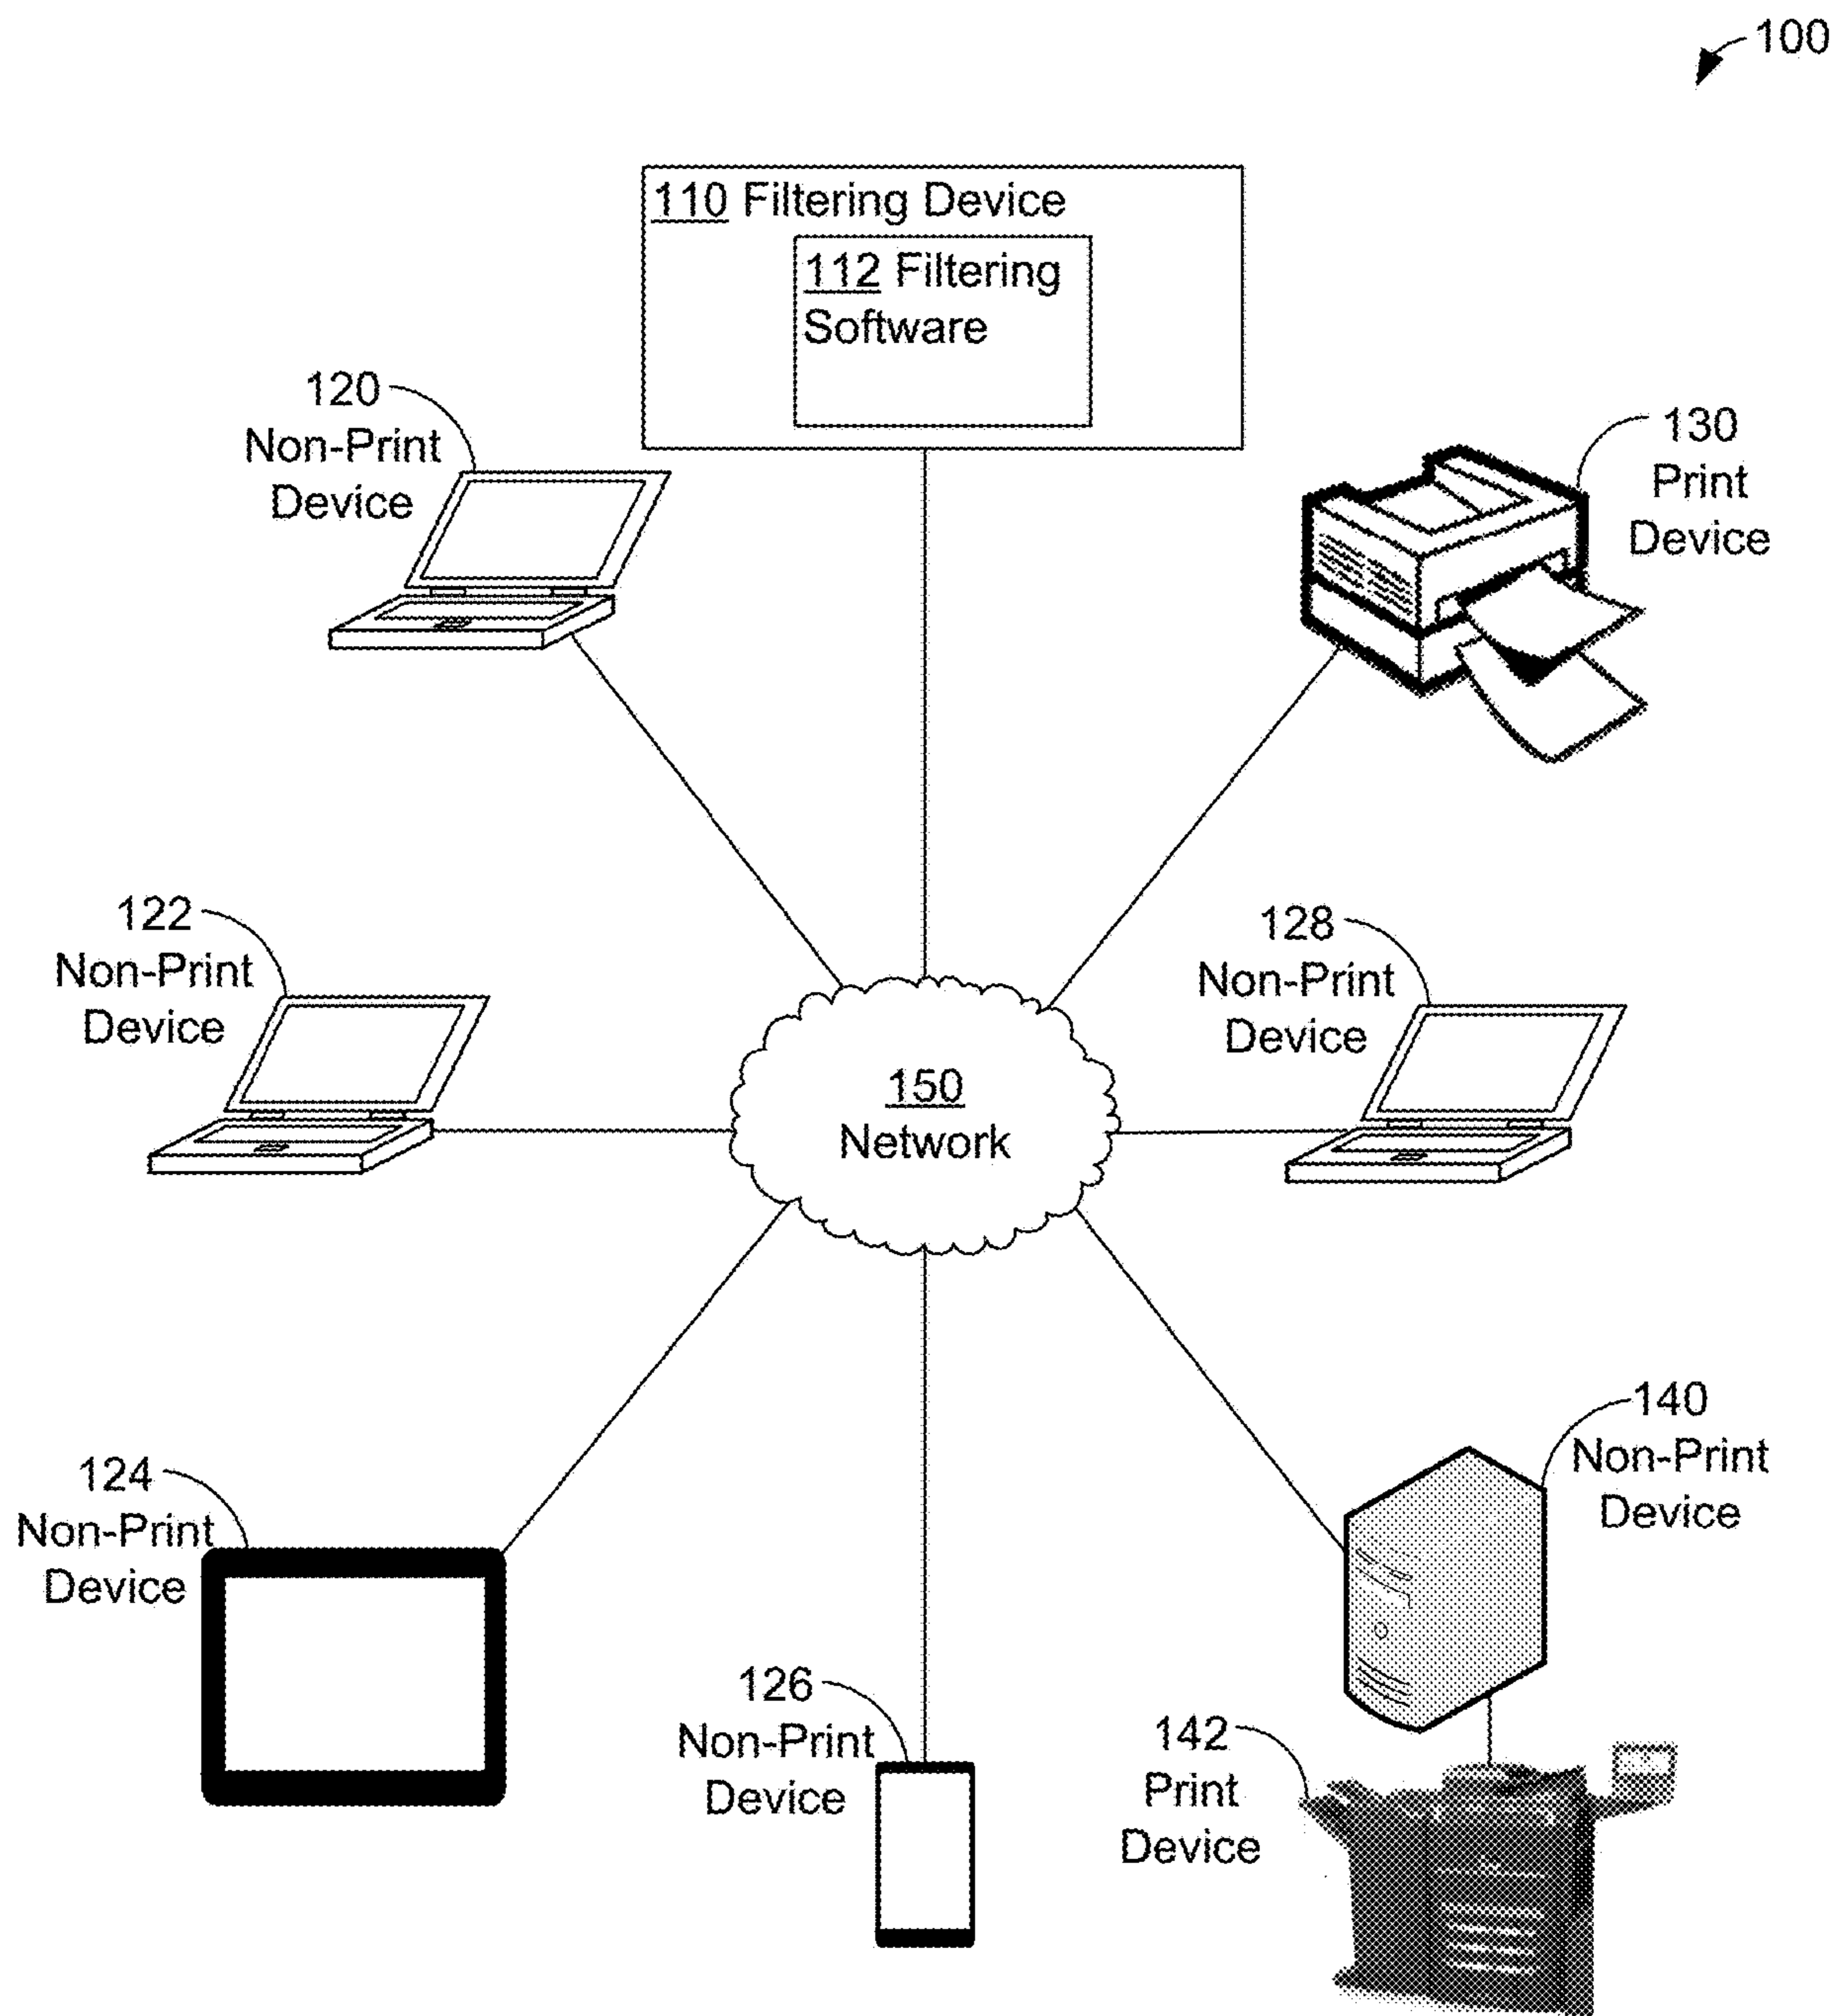 100
110 Filtering Device
112 Filtering
Software
120
Non-Print
Device
130
Print
Device
122
Non-Print
Device
128
Non-Print
Device
150
Network
140
Non-Print
Device
124
Non-Print
Device
126
Non-Print
Device
142
Print
Device